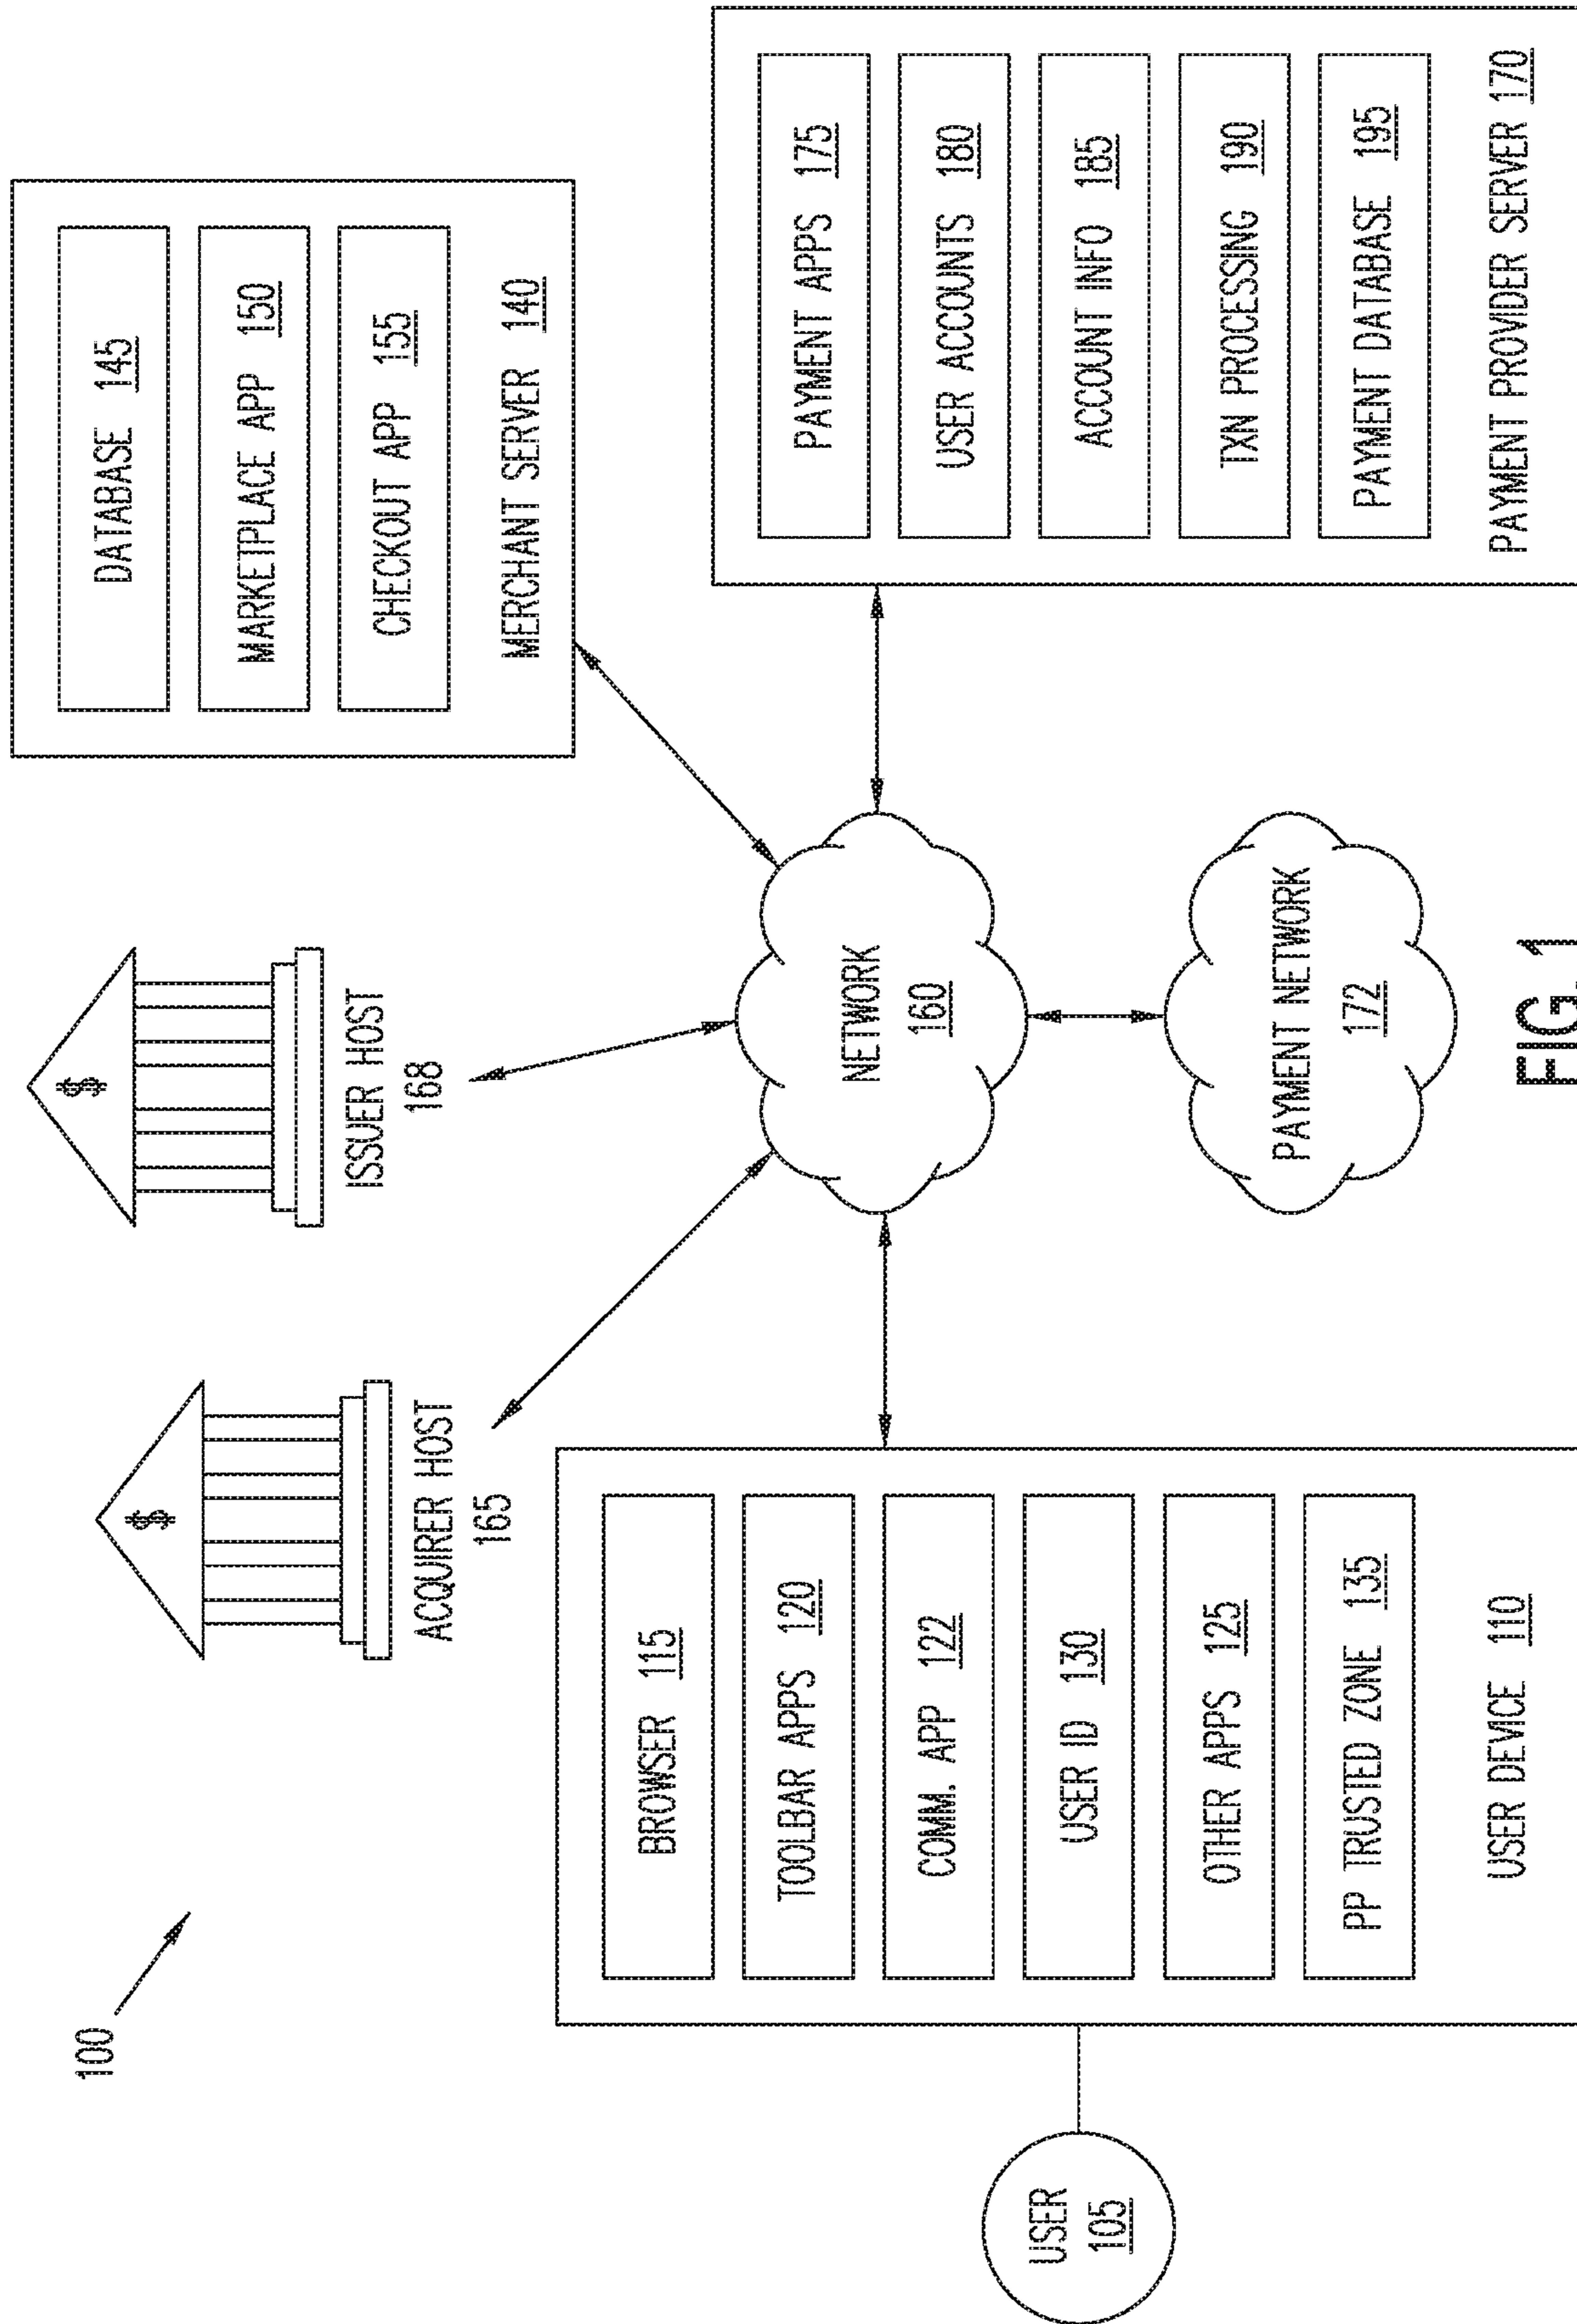 100
$
ISSUER HOST
168
$
ACQUIRER HOST
165
DATABASE 145
MARKETPLACE APP 150
CHECKOUT APP 155
MERCHANT SERVER 140
USER
105
BROWSER 115
TOOLBAR APPS 120
COMM. APP 122
USER ID 130
OTHER APPS 125
PP TRUSTED ZONE 135
USER DEVICE 110
NETWORK
160
PAYMENT NETWORK
172
PAYMENT APPS 175
USER ACCOUNTS 180
ACCOUNT INFO 185
TXN PROCESSING 190
PAYMENT DATABASE 195
PAYMENT PROVIDER SERVER 170
FIG. 1